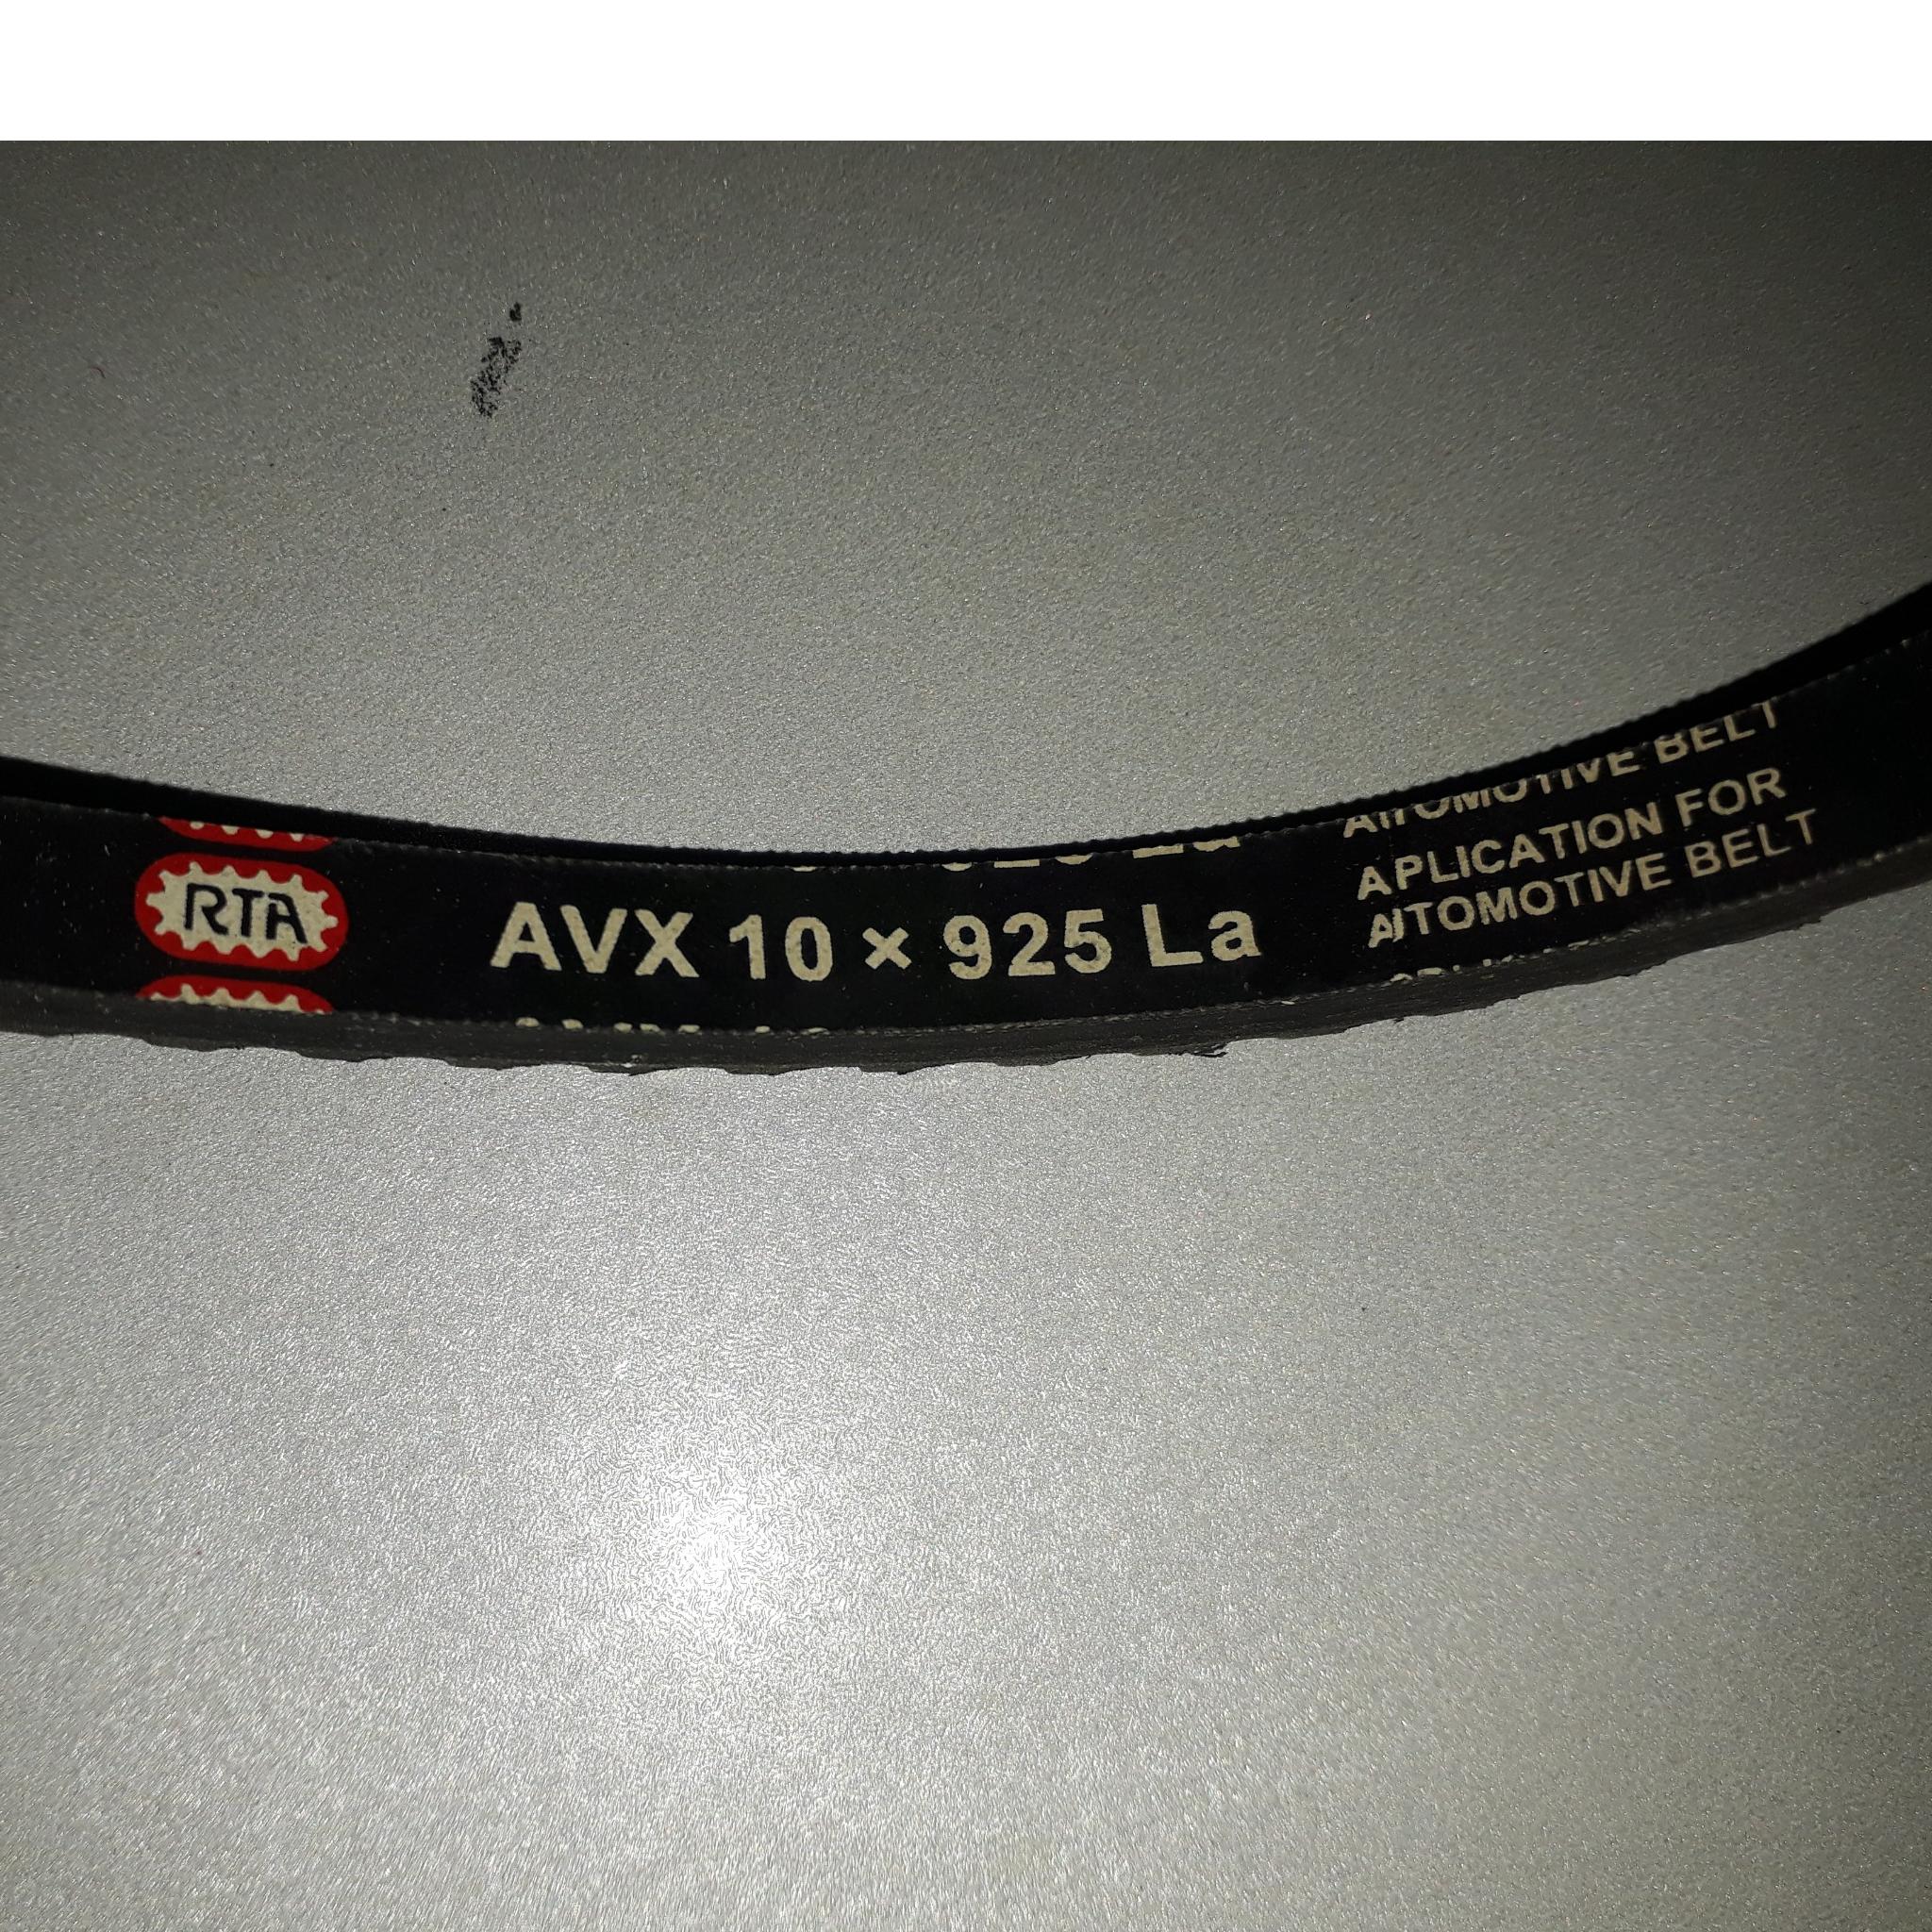 RTA
AVX 10 × 925 La
AITOMOTIVE BELT
APLICATION FOR
AITOMOTIVE BELT